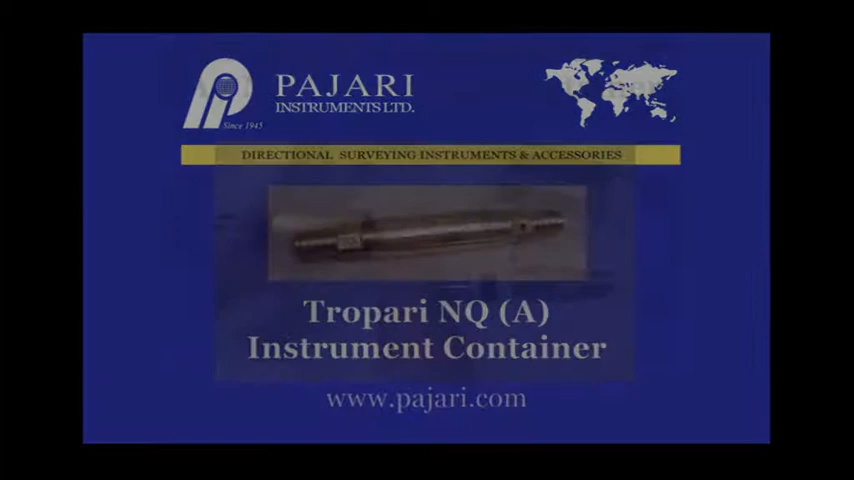 PAJARI
INSTRUMENTS LTD.
Since 1945
DIRECTIONAL SURVEYING INSTRUMENTS & ACCESSORIES
Tropari NQ (A)
Instrument Container
www.pajari.com